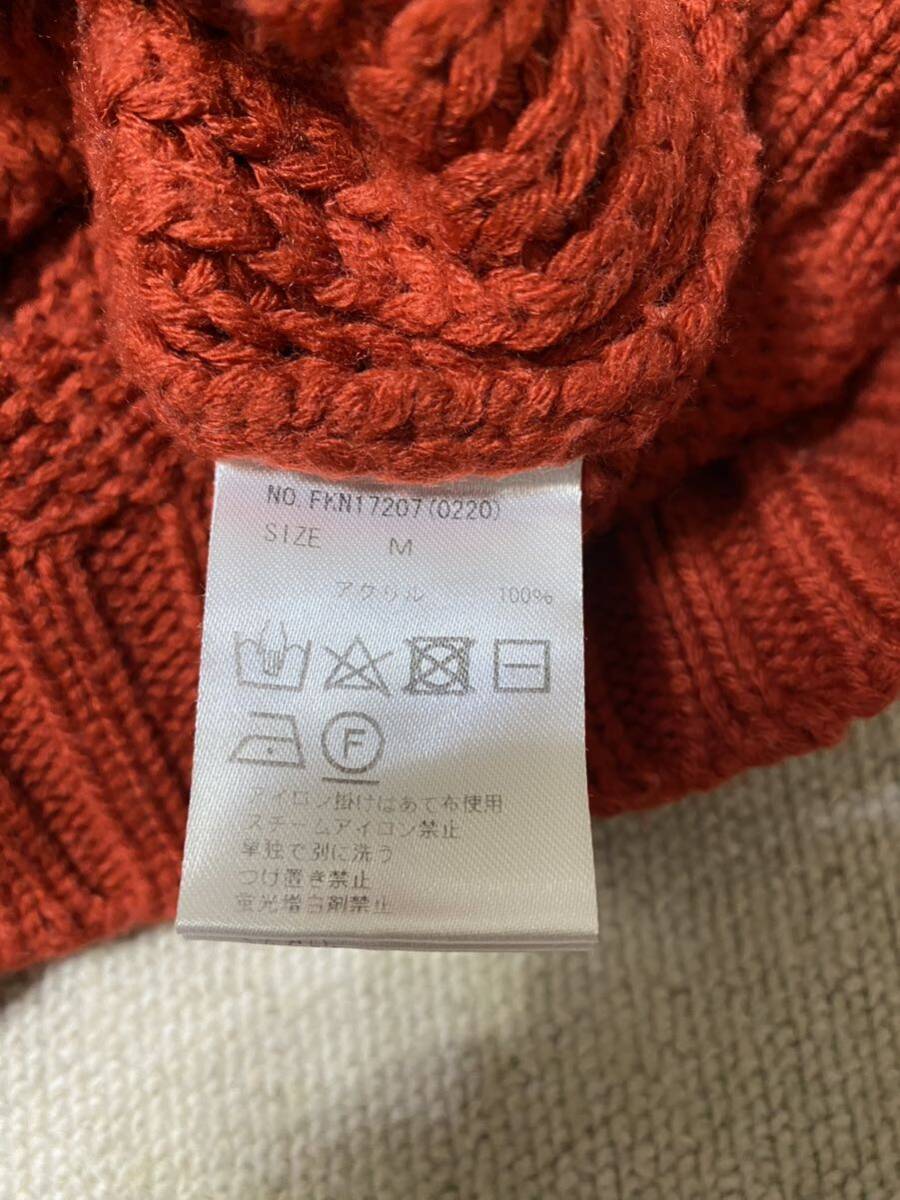 NO. FKN17207(0220)
SIZE M
アクリル 100%
F
アイロン掛けはあて布使用
スチームアイロン禁止
単独で別に洗う
つけ置き禁止
蛍光増白剤禁止